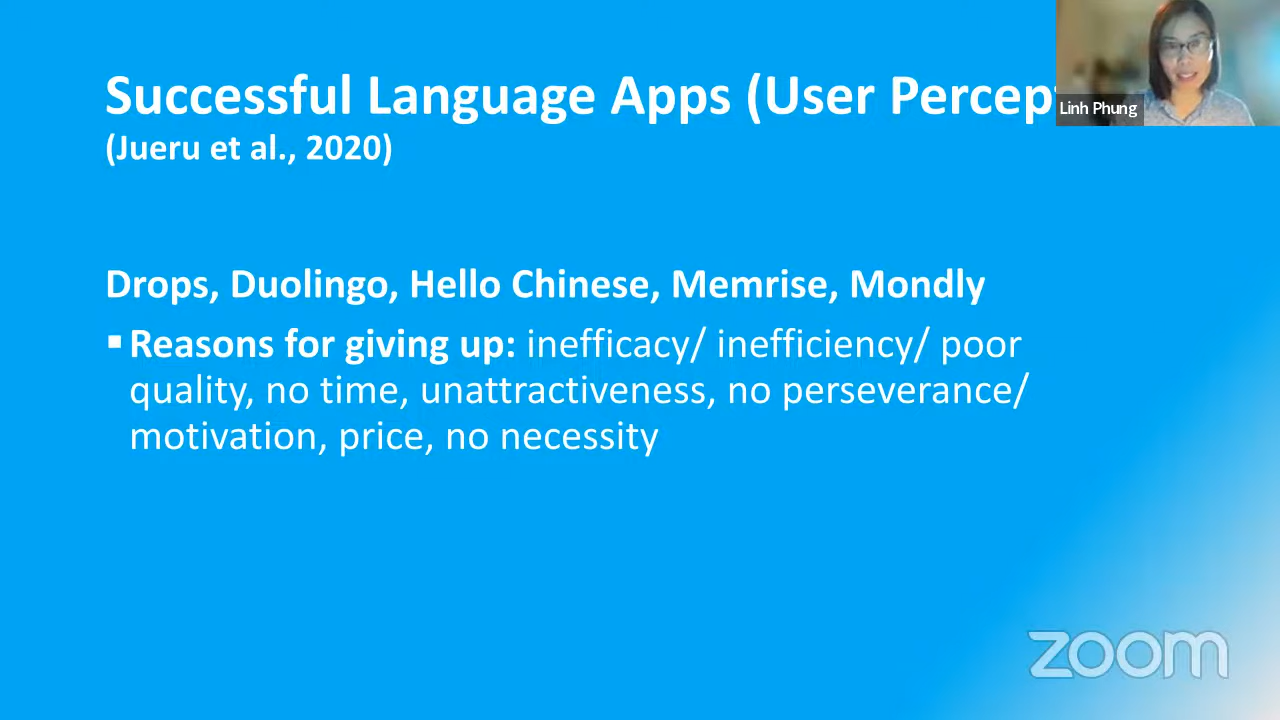 Successful Language Apps (User Percep
Linh Phung
(Jueru et al., 2020)
Drops, Duolingo, Hello Chinese, Memrise, Mondly
▪ Reasons for giving up: inefficacy/ inefficiency/ poor
quality, no time, unattractiveness, no perseverance/
motivation, price, no necessity
zoom